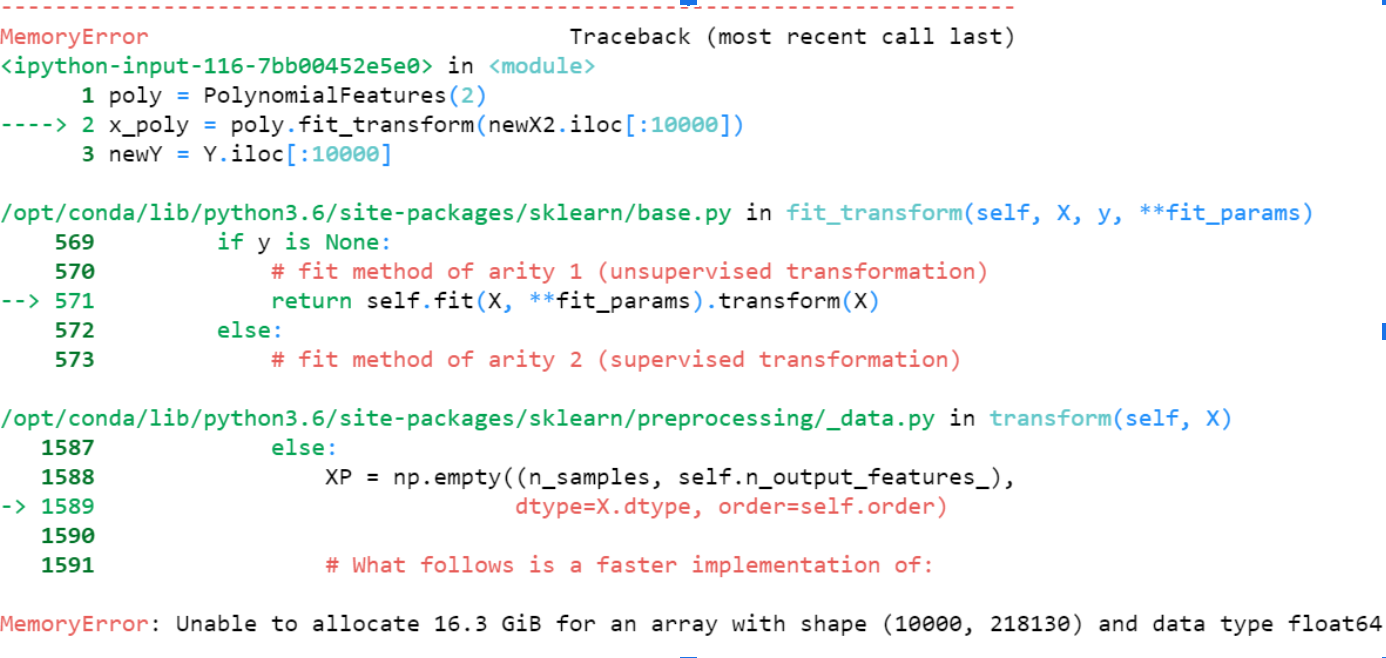 ---------------------------------------------------------------------------
MemoryError                               Traceback (most recent call last)
<ipython-input-116-7bb00452e5e0> in <module>
      1 poly = PolynomialFeatures(2)
----> 2 x_poly = poly.fit_transform(newX2.iloc[:10000])
      3 newY = Y.iloc[:10000]
/opt/conda/lib/python3.6/site-packages/sklearn/base.py in fit_transform(self, X, y, **fit_params)
    569         if y is None:
    570             # fit method of arity 1 (unsupervised transformation)
--> 571             return self.fit(X, **fit_params).transform(X)
    572         else:
    573             # fit method of arity 2 (supervised transformation)
/opt/conda/lib/python3.6/site-packages/sklearn/preprocessing/_data.py in transform(self, X)
   1587             else:
   1588                 XP = np.empty((n_samples, self.n_output_features_),
-> 1589                               dtype=X.dtype, order=self.order)
   1590
   1591                 # What follows is a faster implementation of:
MemoryError: Unable to allocate 16.3 GiB for an array with shape (10000, 218130) and data type float64